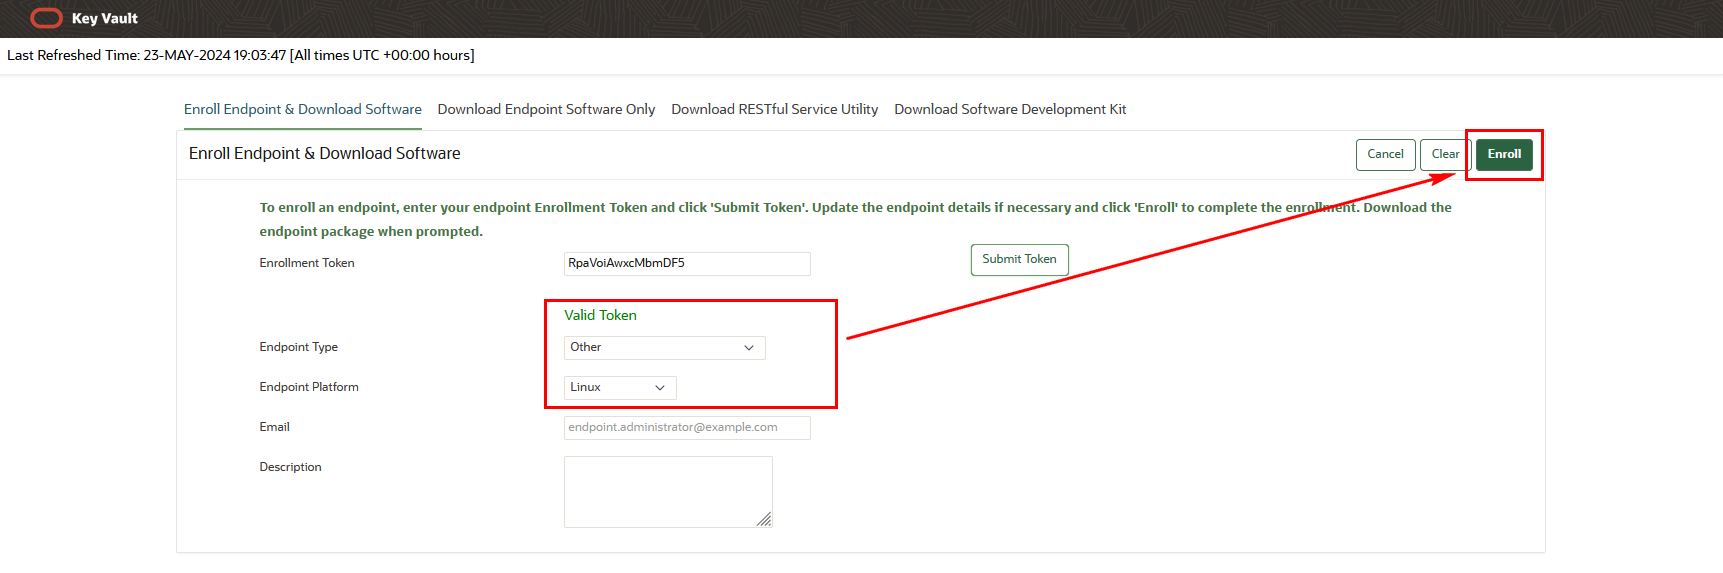 Key Vault
Last Refreshed Time: 23-MAY-2024 19:03:47 [All times UTC +00:00 hours]
Enroll Endpoint & Download Software Download Endpoint Software Only Download RESTful Service Utility Download Software Development Kit
Enroll Endpoint & Download Software Cancel Clear Enroll
To enroll an endpoint, enter your endpoint Enrollment Token and click 'Submit Token'. Update the endpoint details if necessary and click 'Enroll' to complete the enrollment. Download the
endpoint package when prompted.
Enrollment Token RpaVoiAwxcMbmDF5 Submit Token
Valid Token
Endpoint Type Other
Endpoint Platform Linux
Email endpoint.administrator@example.com
Description